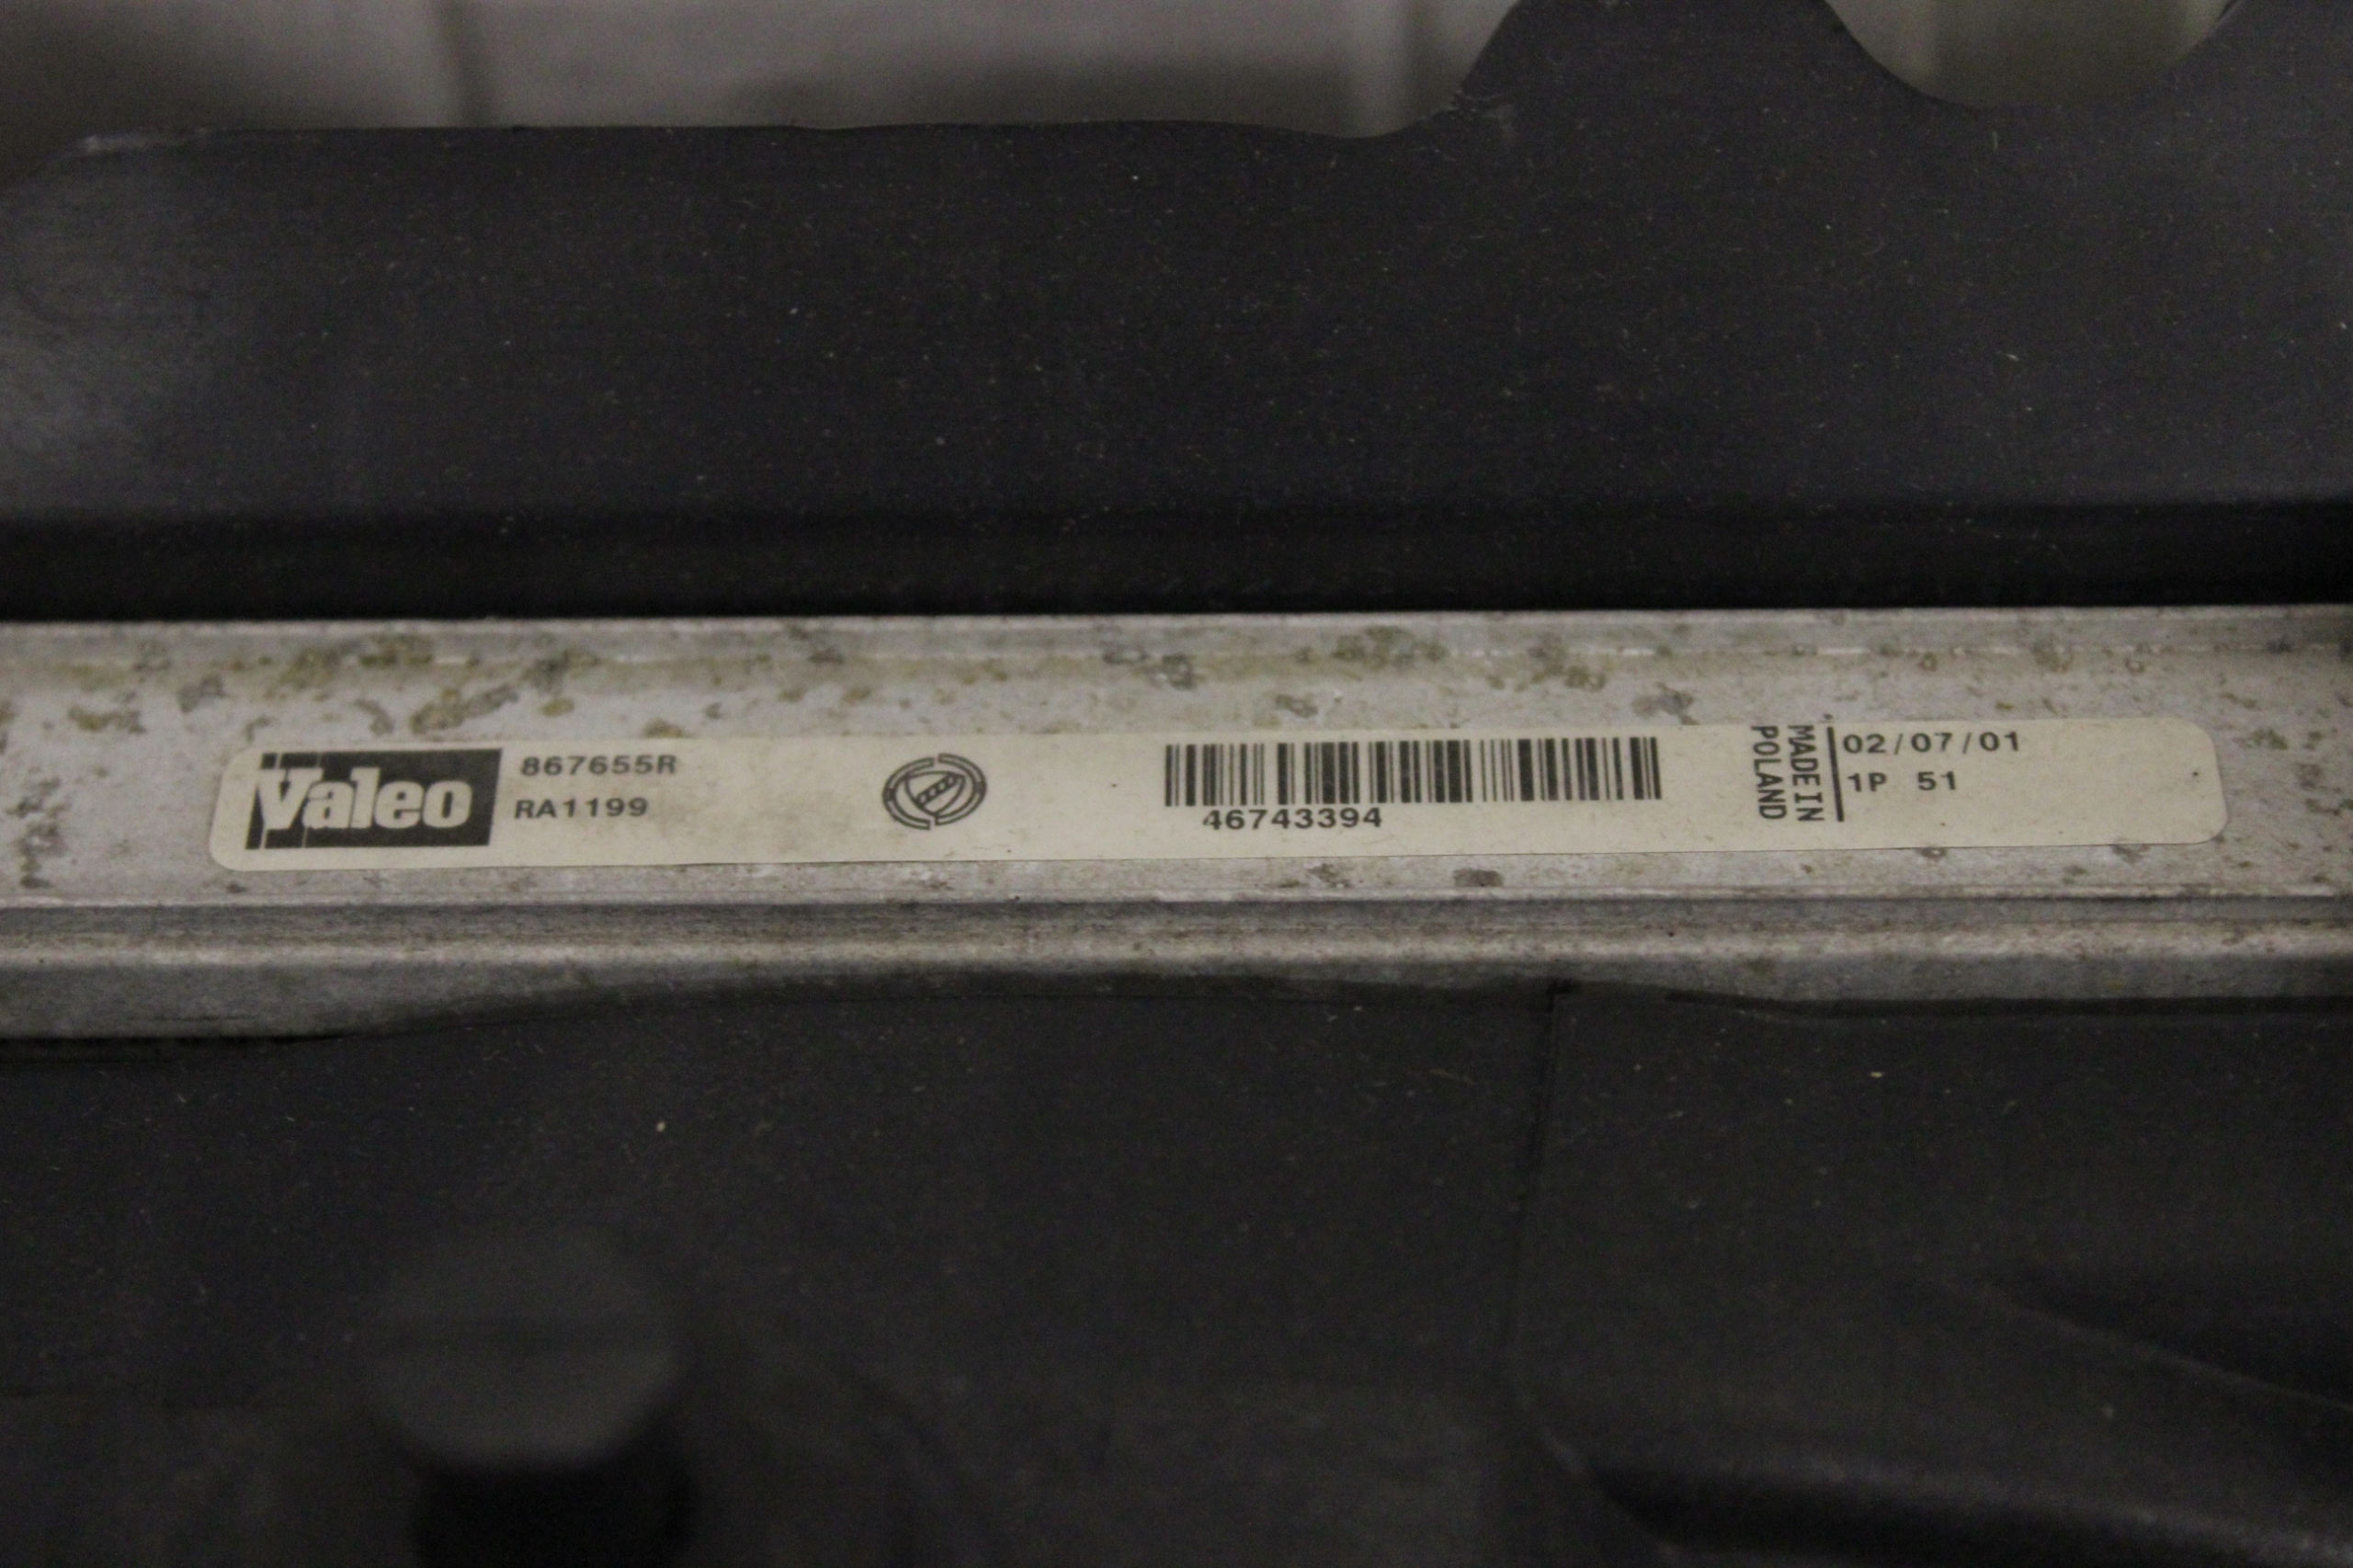 Valeo
867655R
RA1199
46743394
MADE IN
POLAND
02/07/01
1P 51